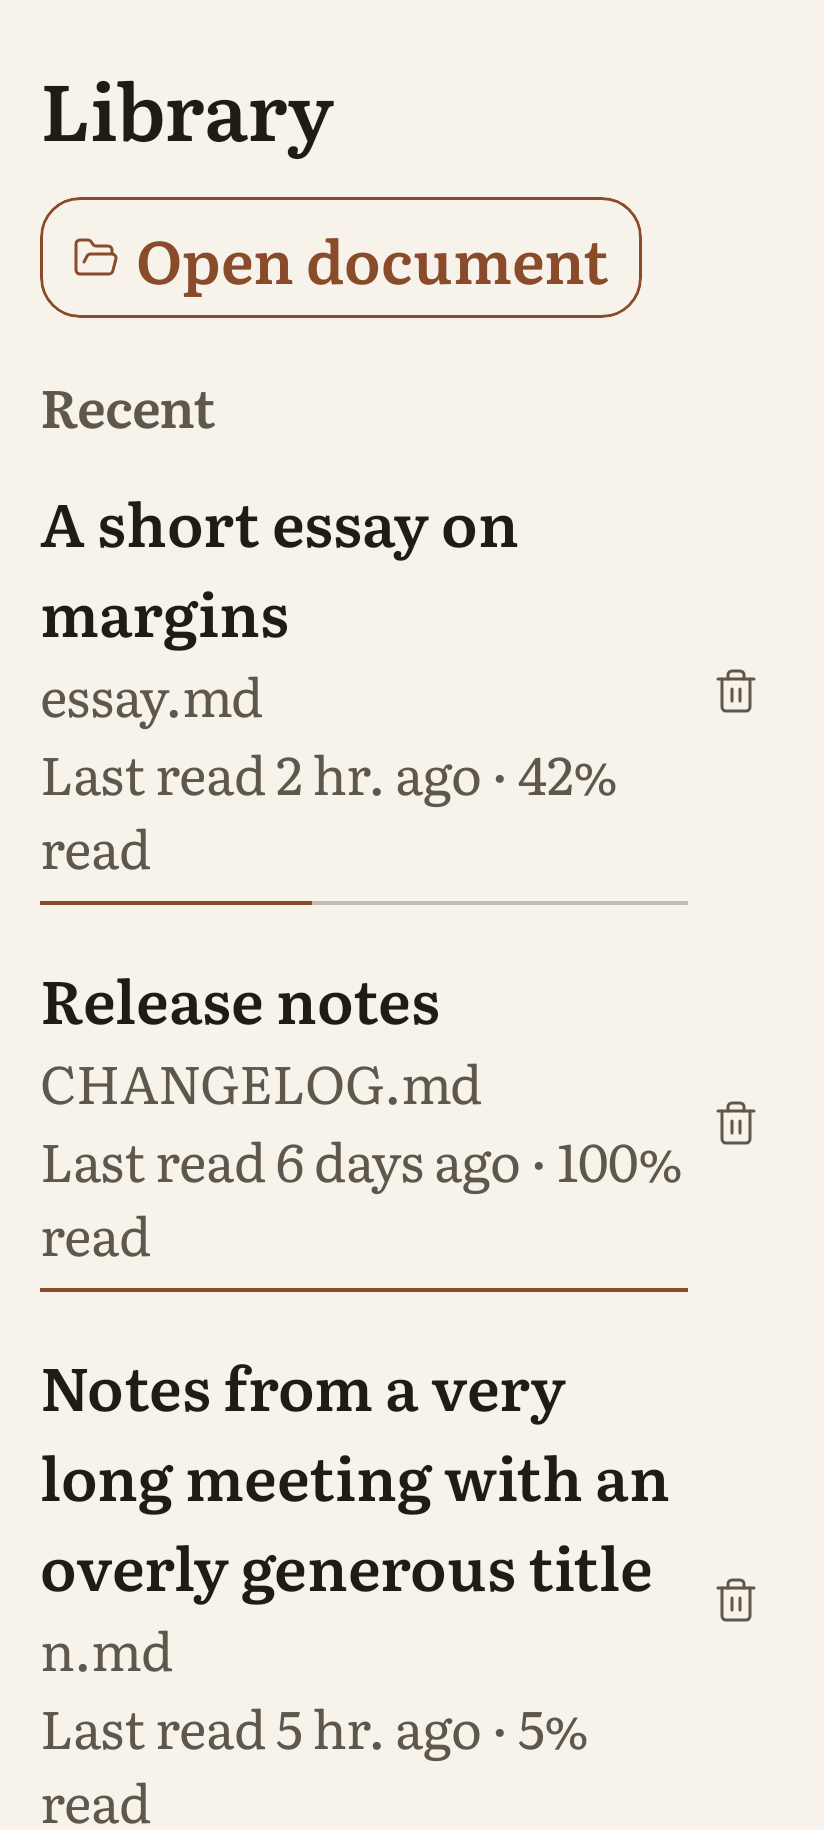 Library
Open document
Recent
A short essay on
margins
essay.md
Last read 2 hr. ago · 42%
read
Release notes
CHANGELOG.md
Last read 6 days ago · 100%
read
Notes from a very
long meeting with an
overly generous title
n.md
Last read 5 hr. ago · 5%
read